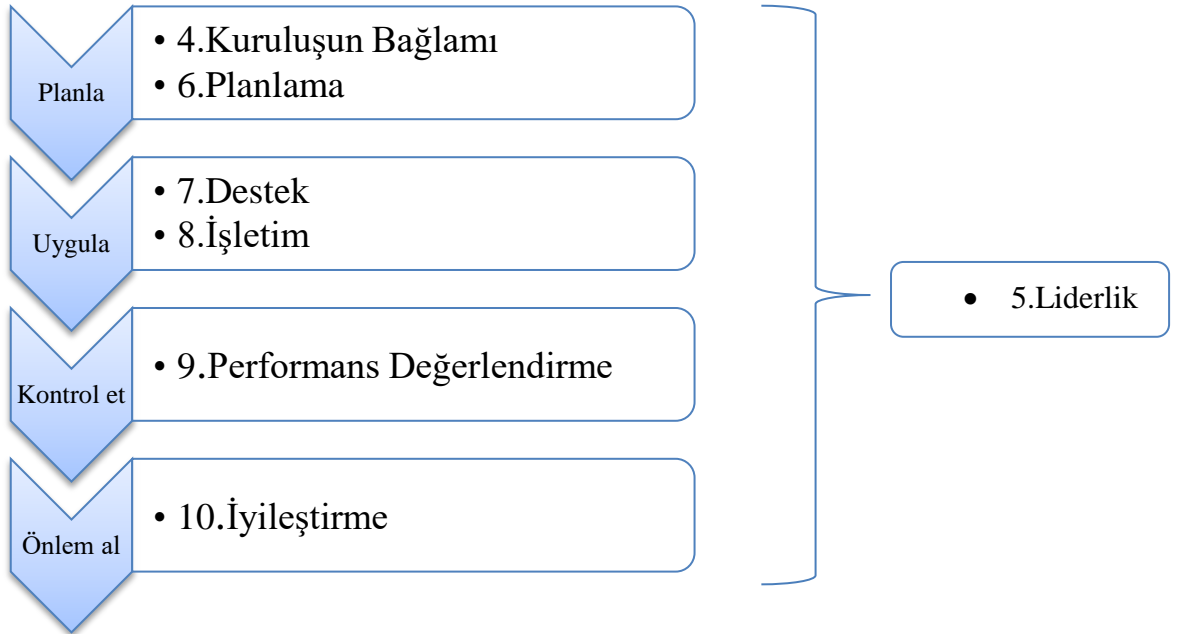 Planla
• 4.Kuruluşun Bağlamı
• 6.Planlama
Uygula
• 7.Destek
• 8.İşletim
Kontrol et
• 9.Performans Değerlendirme
Önlem al
• 10.İyileştirme
• 5.Liderlik